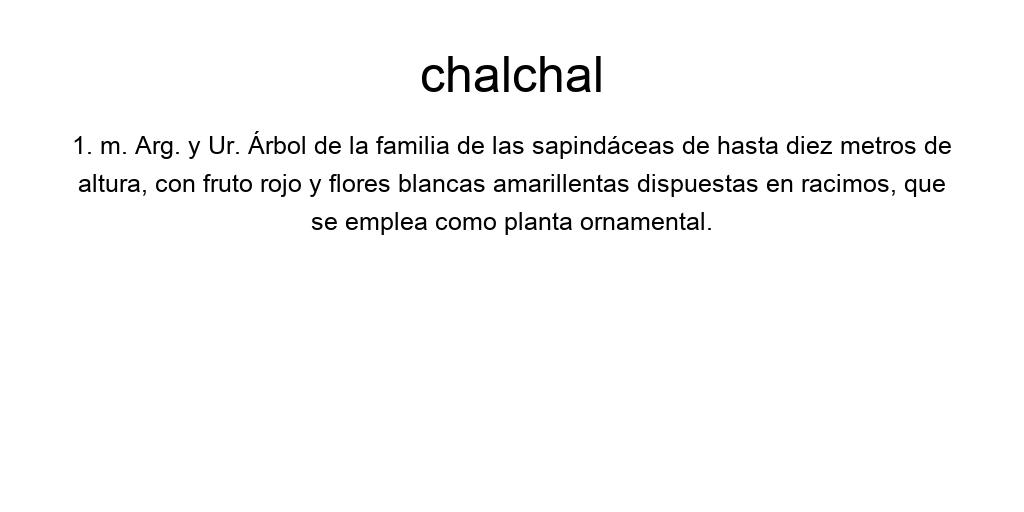 chalchal
1. m. Arg. y Ur. Árbol de la familia de las sapindáceas de hasta diez metros de
altura, con fruto rojo y flores blancas amarillentas dispuestas en racimos, que
se emplea como planta ornamental.